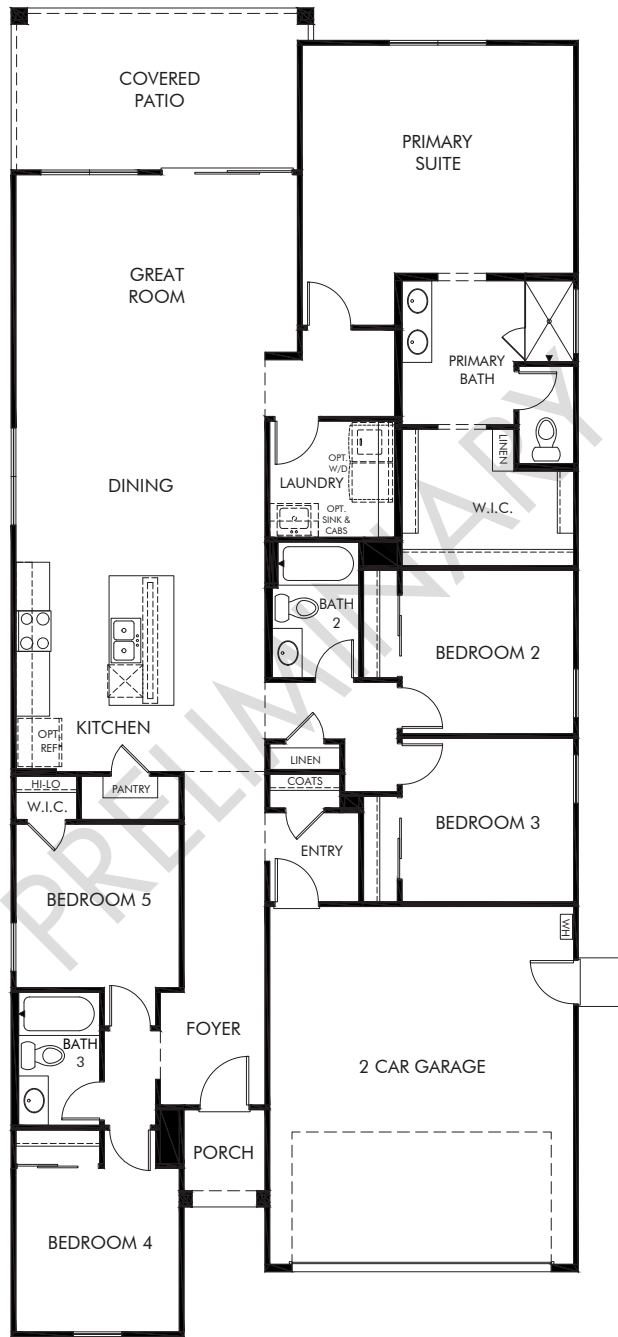 COVERED
PATIO
PRIMARY
SUITE
GREAT
ROOM
PRIMARY
BATH
LINEN
OPT.
W/D
LAUNDRY
DINING
W.I.C.
OPT.
SINK &
CABS
BATH
2
BEDROOM 2
KITCHEN
OPT.
REF
LINEN
HI-LO
W.I.C.
PANTRY
COATS
BEDROOM 3
ENTRY
BEDROOM 5
WH
FOYER
BATH
3
2 CAR GARAGE
PORCH
BEDROOM 4
PRELIMINARY